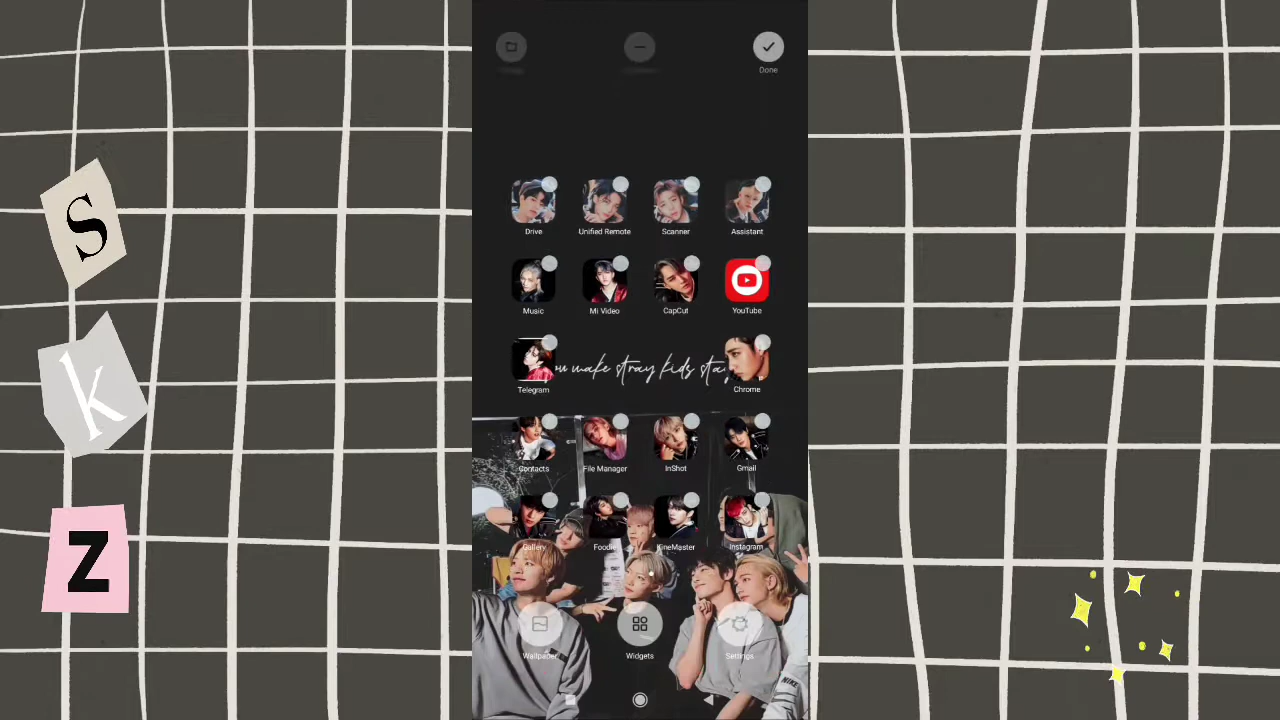 S
k
Z
Done
Drive
Unified Remote
Scanner
Assistant
Music
Mi Video
CapCut
YouTube
Telegram
make stray kids stay
Chrome
Contacts
File Manager
InShot
Gmail
Gallery
Foodie
KineMaster
Instagram
Wallpaper
Widgets
Settings
NIKE